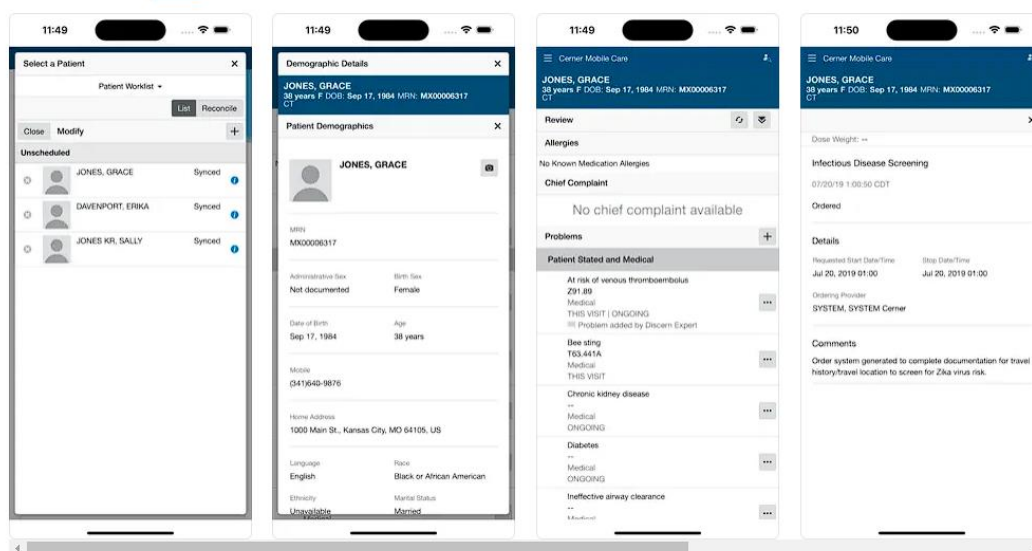 11:49
Select a Patient ×
Patient Worklist
List Reconcile
Close Modify +
Unscheduled
JONES, GRACE Synced
DAVENPORT, ERIKA Synced
JONES KR, SALLY Synced
11:49
Demographic Details ×
JONES, GRACE
38 years F DOB: Sep 17, 1984 MRN: MX00006317
CT
Patient Demographics ×
JONES, GRACE
MRN
MX00006317
Administrative Sex Birth Sex
Not documented Female
Date of Birth Age
Sep 17, 1984 38 years
Mobile
(341)640-9876
Home Address
1000 Main St., Kansas City, MO 64105, US
Language Race
English Black or African American
Ethnicity Marital Status
Unavailable Married
Medical
11:49
Cerner Mobile Care
JONES, GRACE
38 years F DOB: Sep 17, 1984 MRN: MX00006317
CT
Review
Allergies
No Known Medication Allergies
Chief Complaint
No chief complaint available
Problems +
Patient Stated and Medical
At risk of venous thromboembolus
Z91.89
Medical
THIS VISIT | ONGOING
Problem added by Discern Expert
Bee sting
T63.441A
Medical
THIS VISIT
Chronic kidney disease
--
Medical
ONGOING
Diabetes
--
Medical
ONGOING
Ineffective airway clearance
--
Medical
11:50
Cerner Mobile Care
JONES, GRACE
38 years F DOB: Sep 17, 1984 MRN: MX00006317
CT
Dose Weight: --
Infectious Disease Screening
07/20/19 1:00:50 CDT
Ordered
Details
Requested Start Date/Time Stop Date/Time
Jul 20, 2019 01:00 Jul 20, 2019 01:00
Ordering Provider
SYSTEM, SYSTEM Cerner
Comments
Order system generated to complete documentation for travel
history/travel location to screen for Zika virus risk.